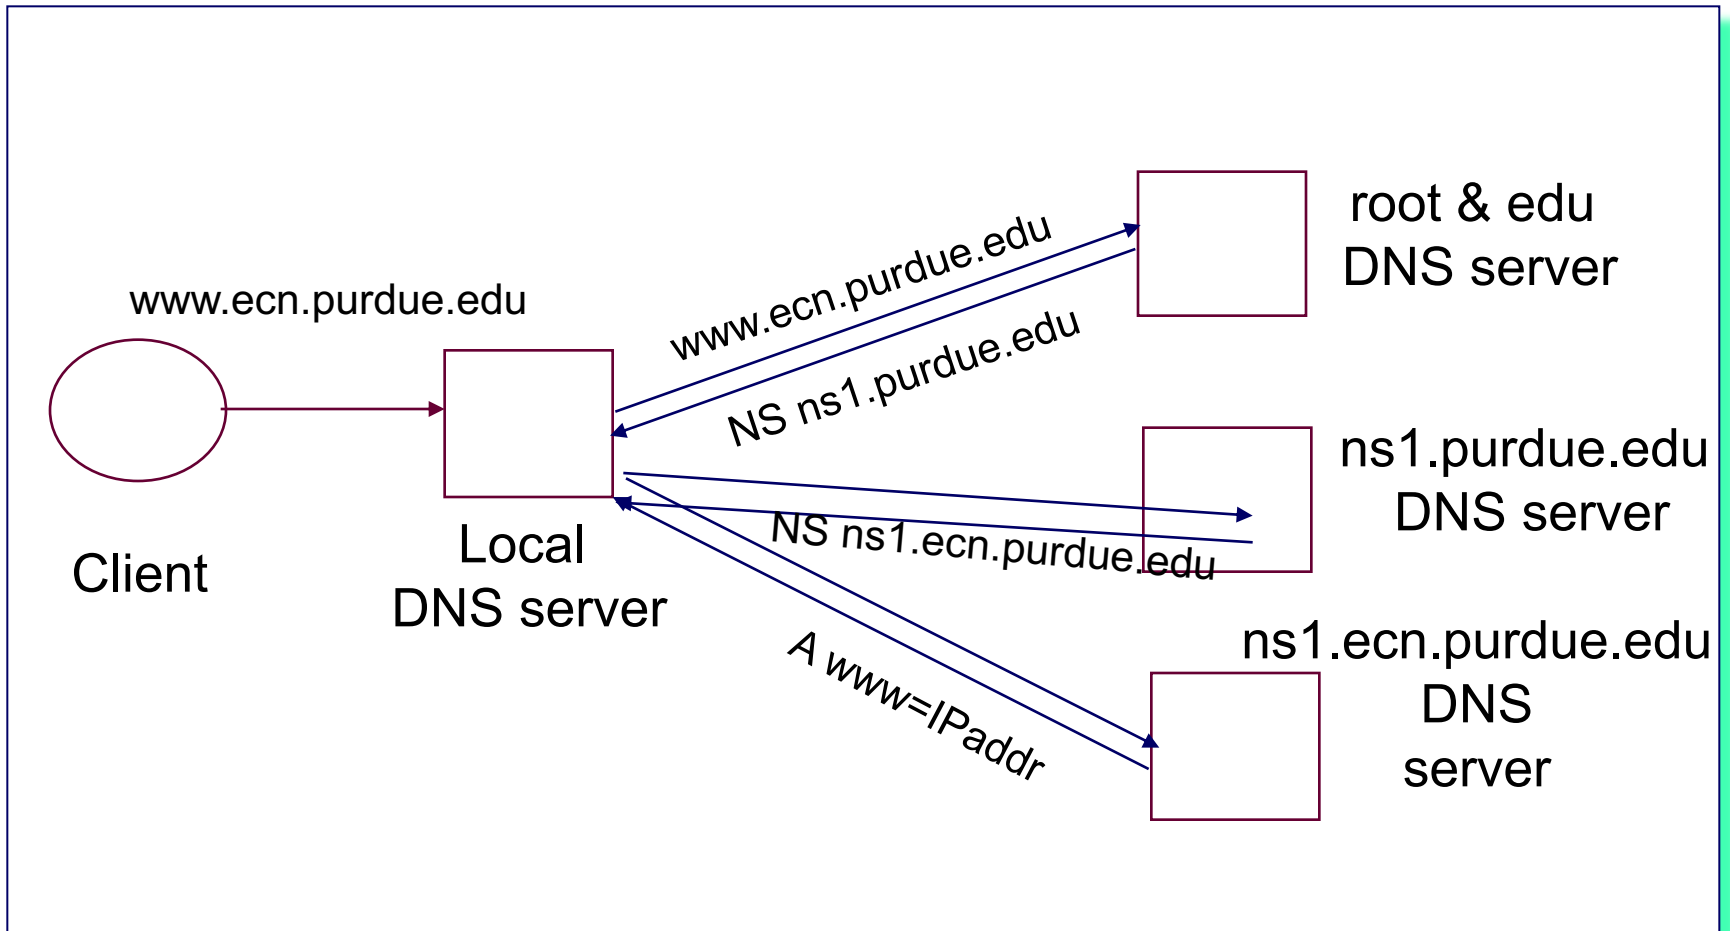 www.ecn.purdue.edu
Client
Local
DNS server
www.ecn.purdue.edu
NS ns1.purdue.edu
NS ns1.ecn.purdue.edu
A www=IPaddr
root & edu
DNS server
ns1.purdue.edu
DNS server
ns1.ecn.purdue.edu
DNS
server